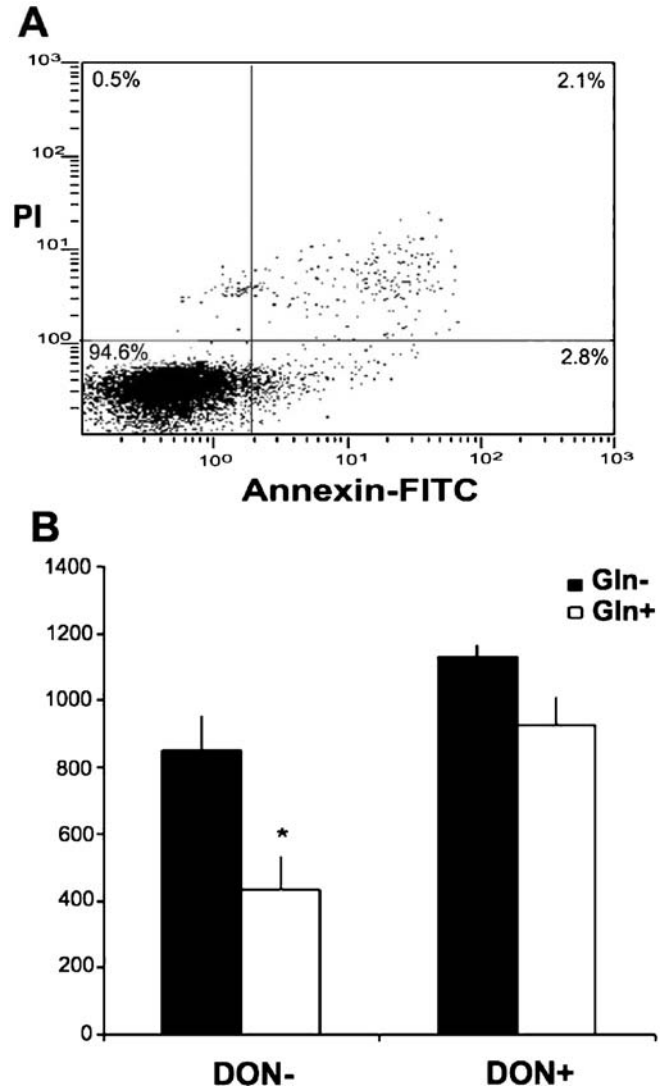 A
10³
0.5%
2.1%
10²
PI
10¹
10⁰
94.6%
2.8%
10⁰ 10¹ 10² 10³
Annexin-FITC
B
1400
Gln-
Gln+
1200
1000
800
600
*
400
200
0
DON- DON+